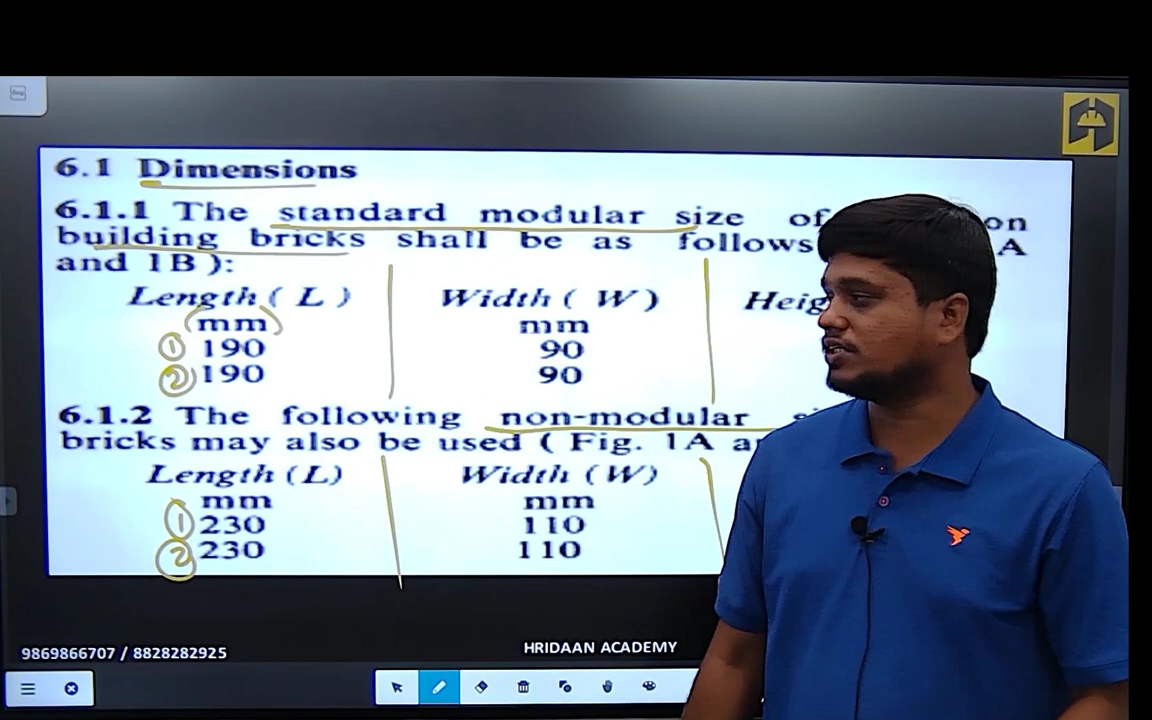 6.1 Dimensions
6.1.1 The standard modular size of on
building bricks shall be as follows A
and 1B ):
Length ( L ) Width ( W ) Heig
mm mm
① 190 90
② 190 90
6.1.2 The following non-modular
bricks may also be used ( Fig. 1A
Length (L) Width (W)
mm mm
① 230 110
② 230 110
9869866707 / 8828282925 HRIDAAN ACADEMY